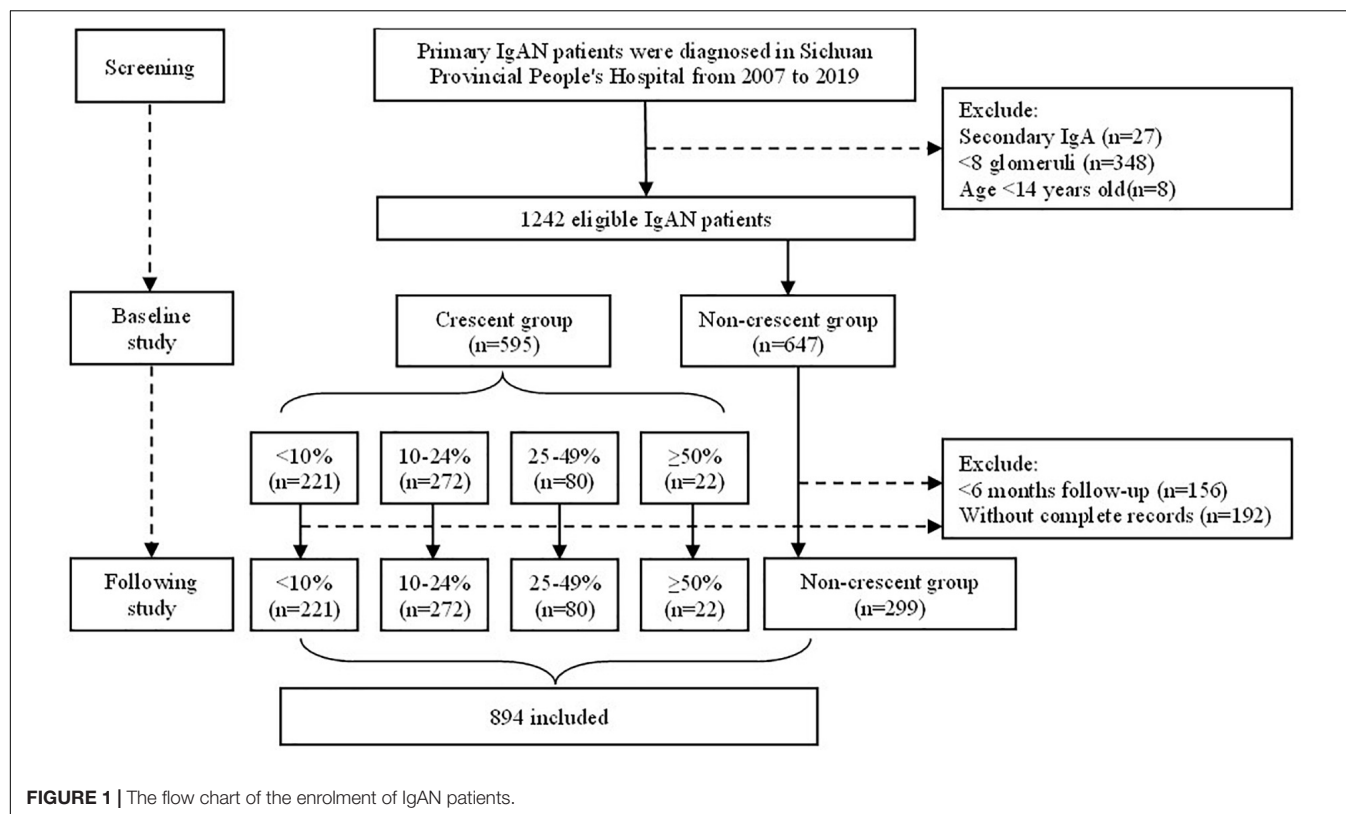 Screening
Primary IgAN patients were diagnosed in Sichuan
Provincial People's Hospital from 2007 to 2019
Exclude:
Secondary IgA (n=27)
<8 glomeruli (n=348)
Age <14 years old(n=8)
1242 eligible IgAN patients
Baseline
study
Crescent group
(n=595)
Non-crescent group
(n=647)
<10%
(n=221)
10-24%
(n=272)
25-49%
(n=80)
≥50%
(n=22)
Exclude:
<6 months follow-up (n=156)
Without complete records (n=192)
Following
study
<10%
(n=221)
10-24%
(n=272)
25-49%
(n=80)
≥50%
(n=22)
Non-crescent group
(n=299)
894 included
FIGURE 1 | The flow chart of the enrolment of IgAN patients.